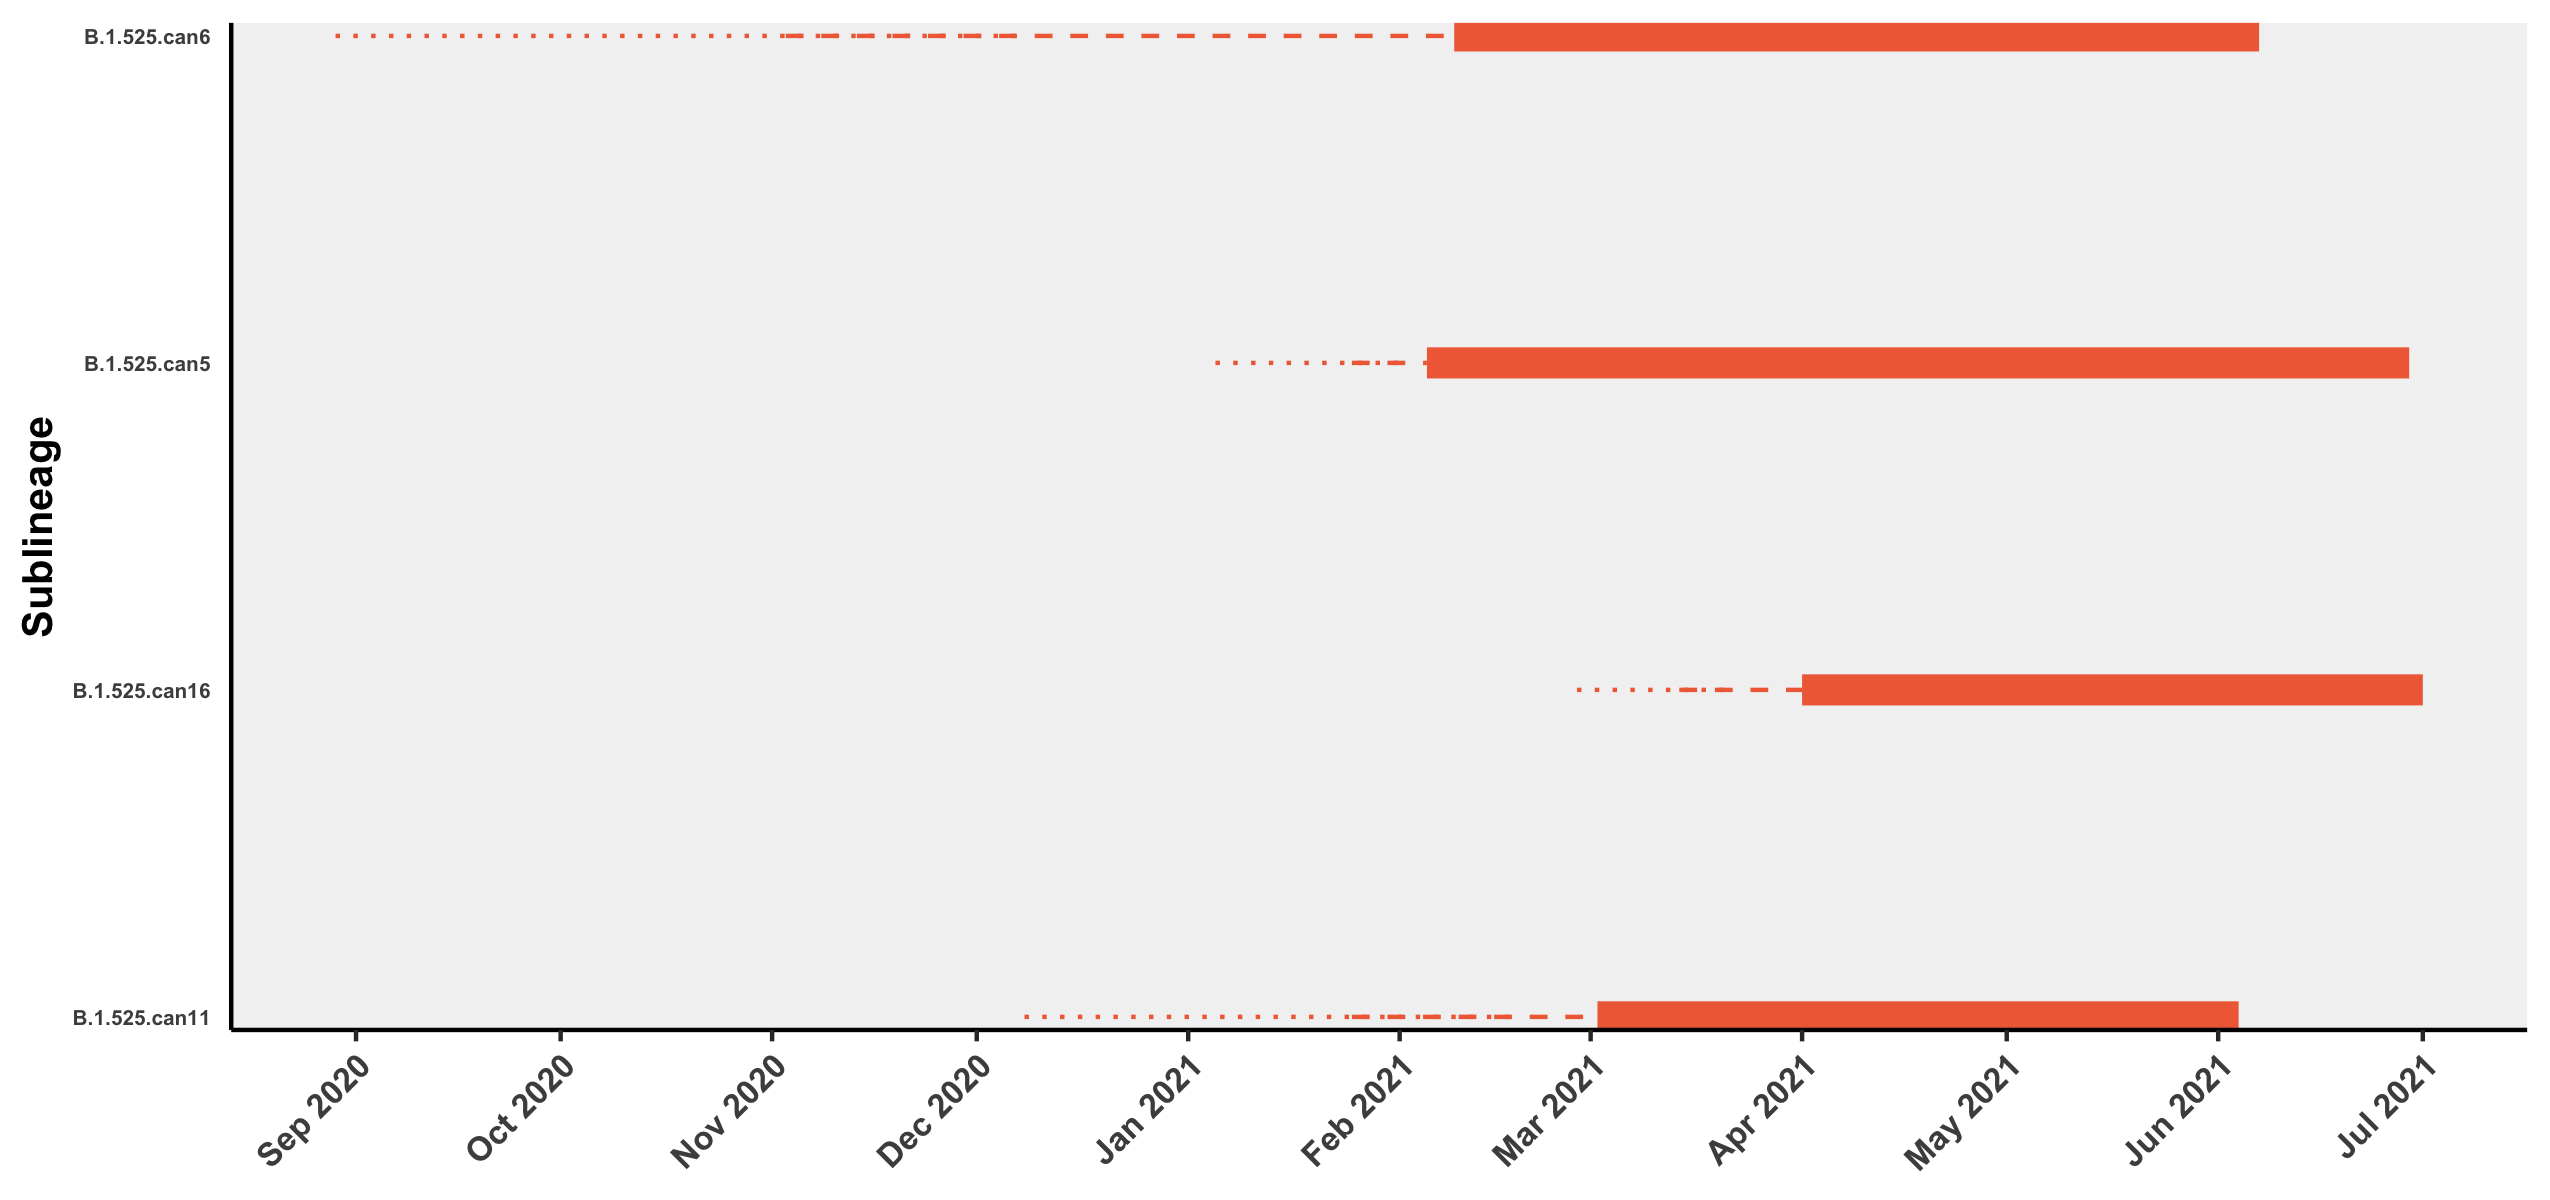 B.1.525.can6
B.1.525.can5
Sublineage
B.1.525.can16
B.1.525.can11
Sep 2020
Oct 2020
Nov 2020
Dec 2020
Jan 2021
Feb 2021
Mar 2021
Apr 2021
May 2021
Jun 2021
Jul 2021